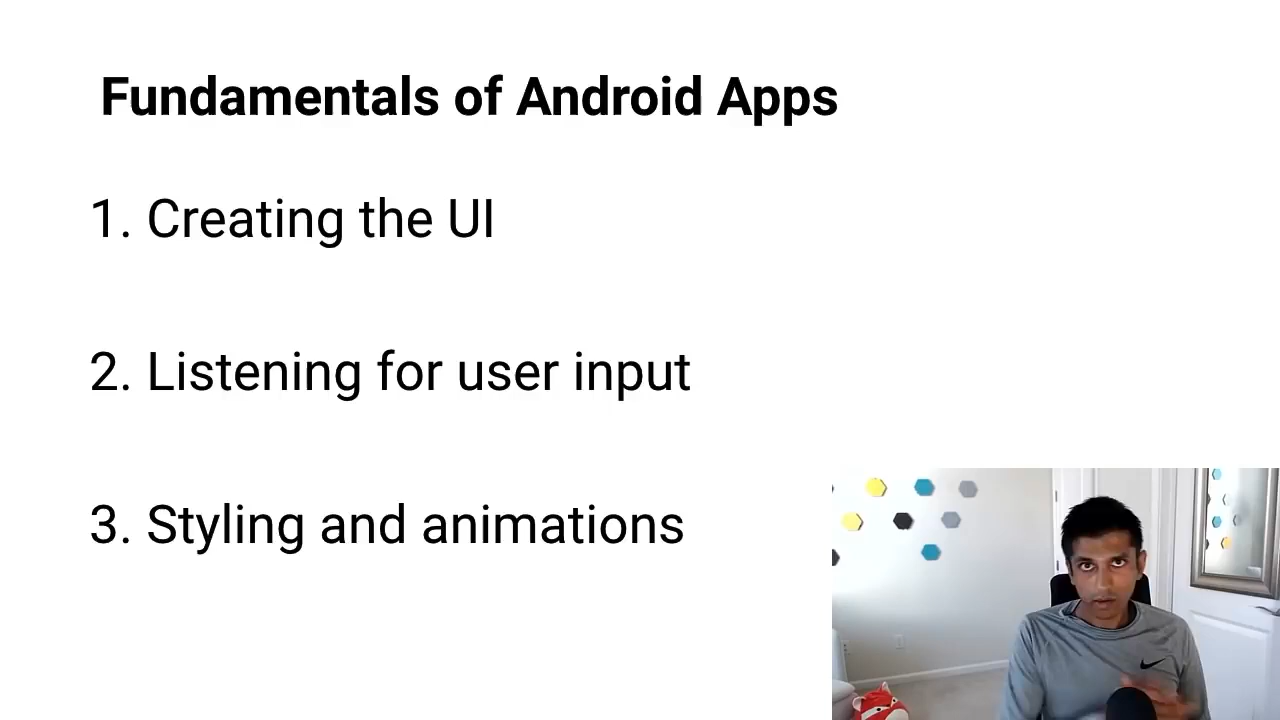 Fundamentals of Android Apps
1. Creating the UI
2. Listening for user input
3. Styling and animations